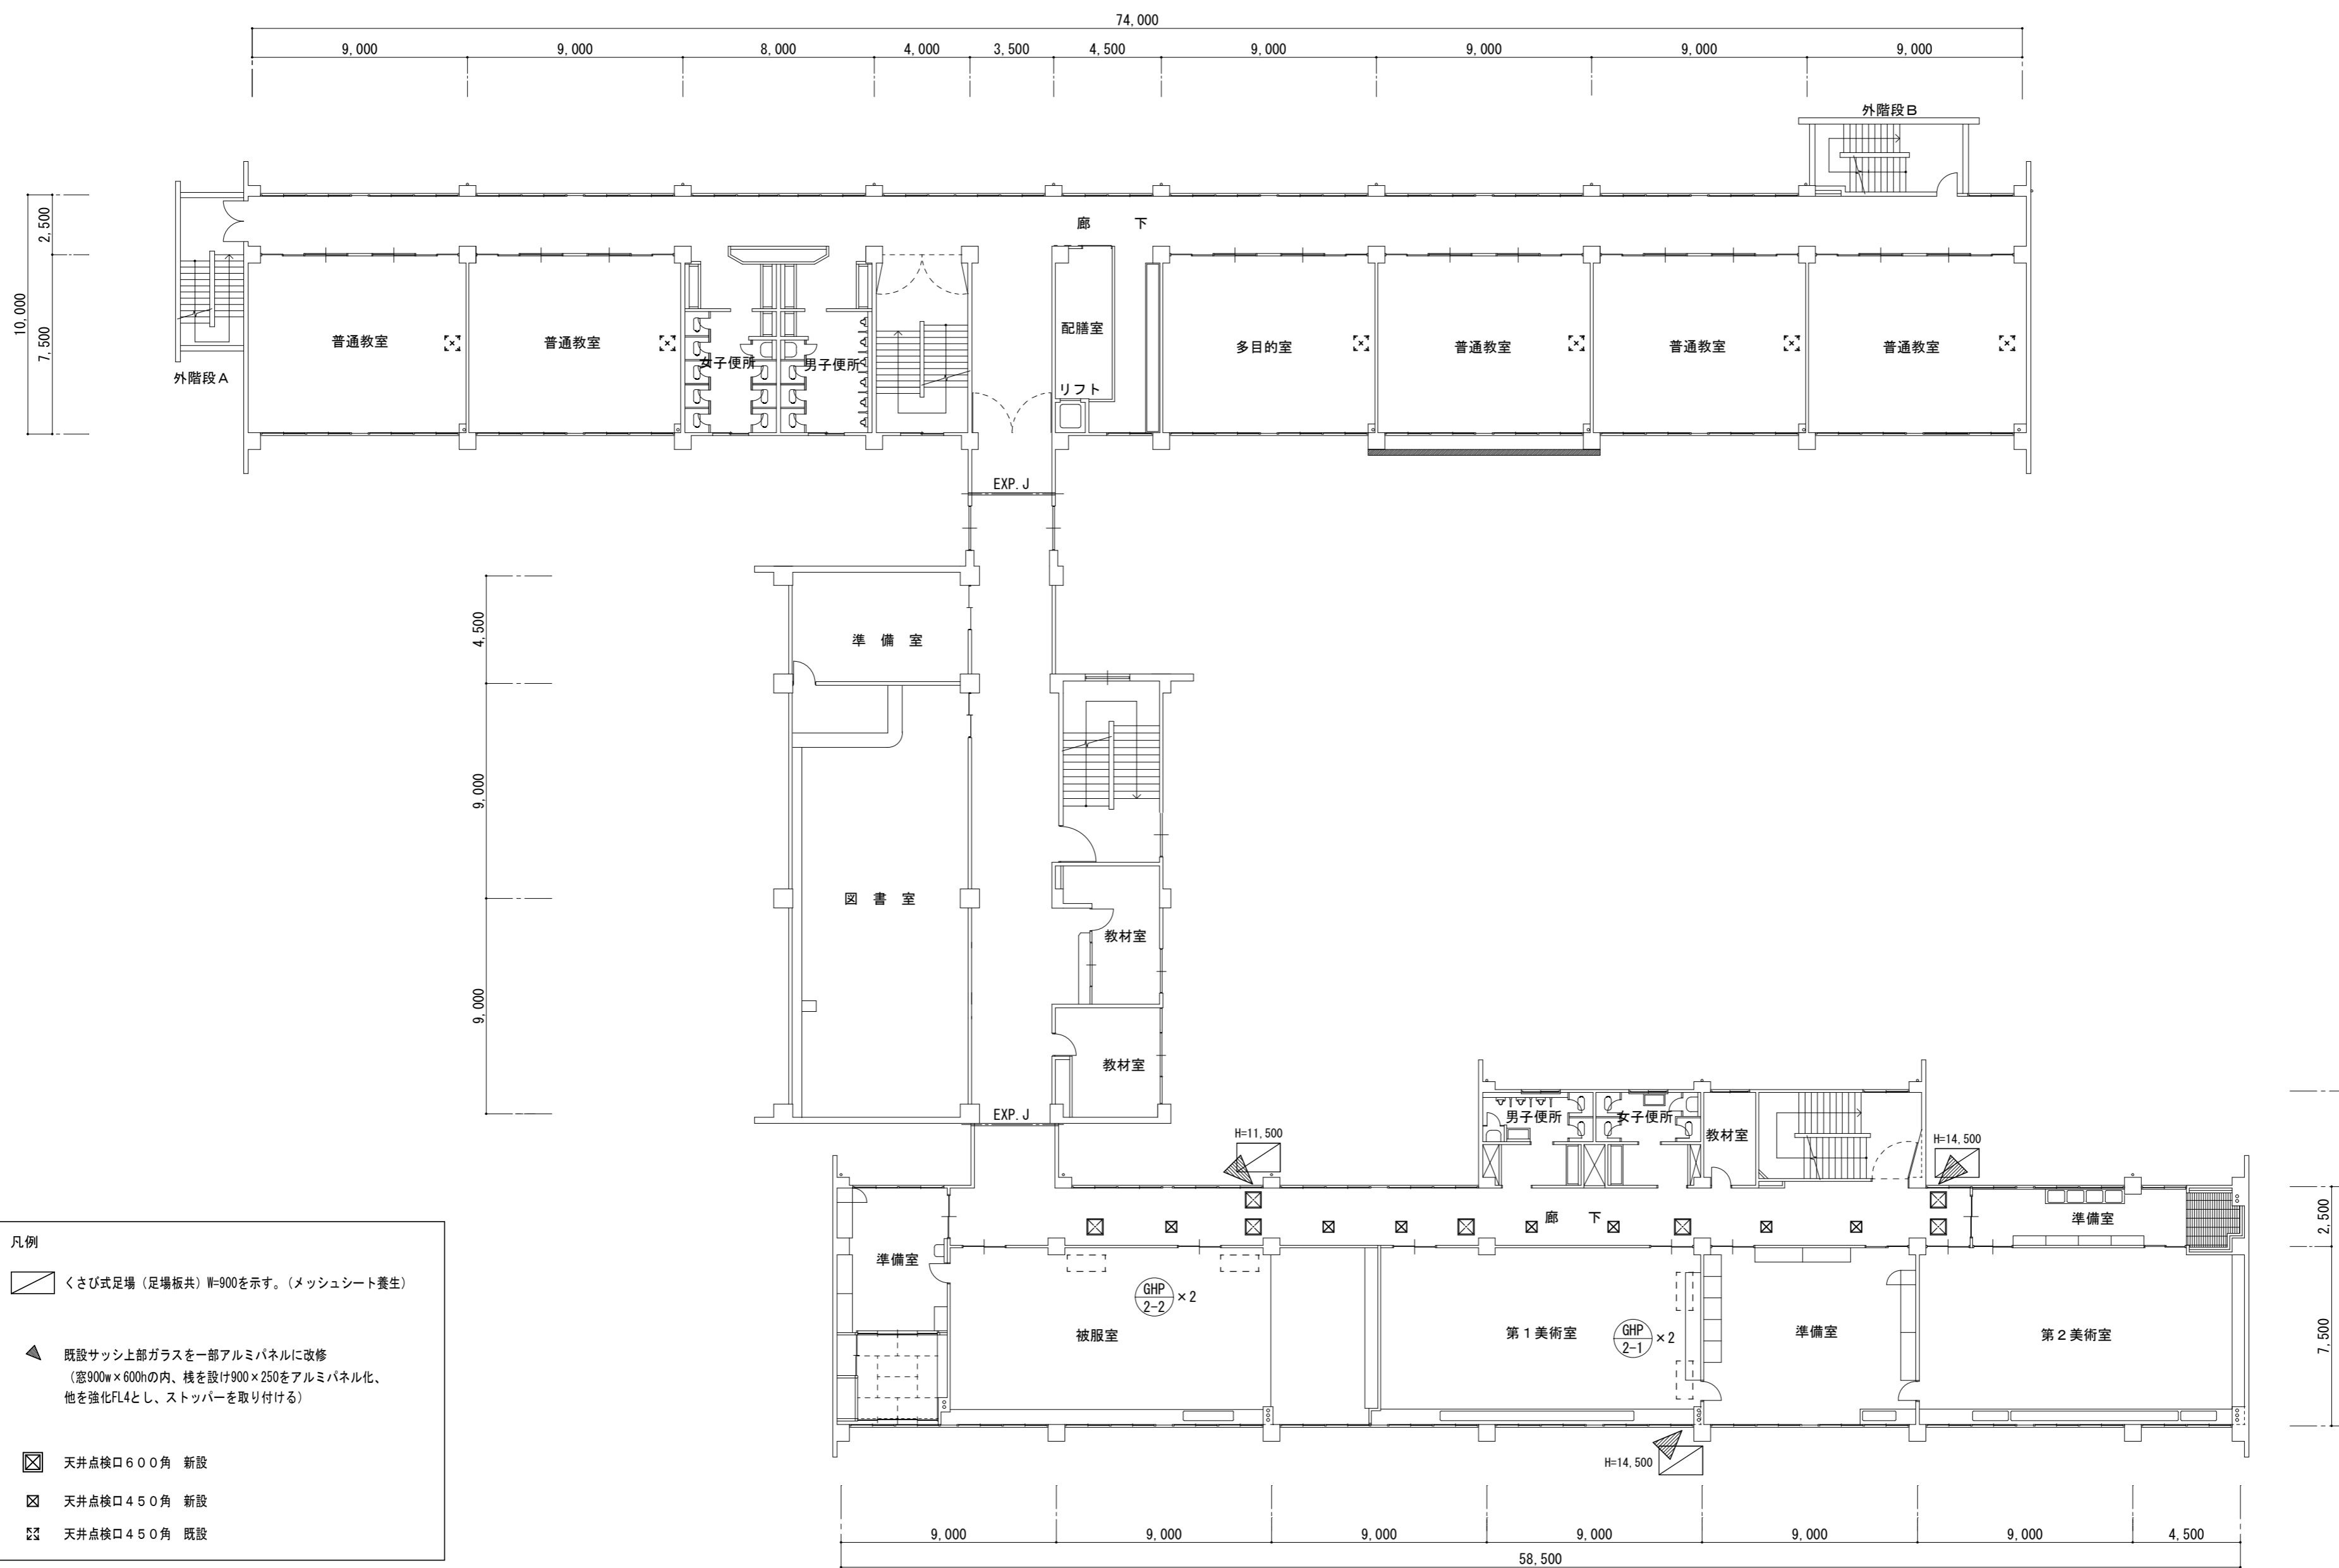 74,000
9,000 9,000 8,000 4,000 3,500 4,500 9,000 9,000 9,000 9,000
外階段B
2,500
10,000
7,500
廊 下
普通教室 普通教室 女子便所 男子便所 配膳室 多目的室 普通教室 普通教室 普通教室
リフト
外階段A
EXP.J
4,500
準 備 室
9,000
図 書 室
教材室
9,000
教材室
EXP.J
男子便所 女子便所 教材室
H=11,500
H=14,500
廊 下
準備室
2,500
準備室
GHP
2-2
×2
被服室
第1美術室
GHP
2-1
×2
準備室
第2美術室
7,500
H=14,500
9,000 9,000 9,000 9,000 9,000 9,000 4,500
58,500
凡例
くさび式足場（足場板共）W=900を示す。（メッシュシート養生）
既設サッシ上部ガラスを一部アルミパネルに改修
（窓900w×600hの内、桟を設け900×250をアルミパネル化、
他を強化FL4とし、ストッパーを取り付ける）
天井点検口６００角 新設
天井点検口４５０角 新設
天井点検口４５０角 既設